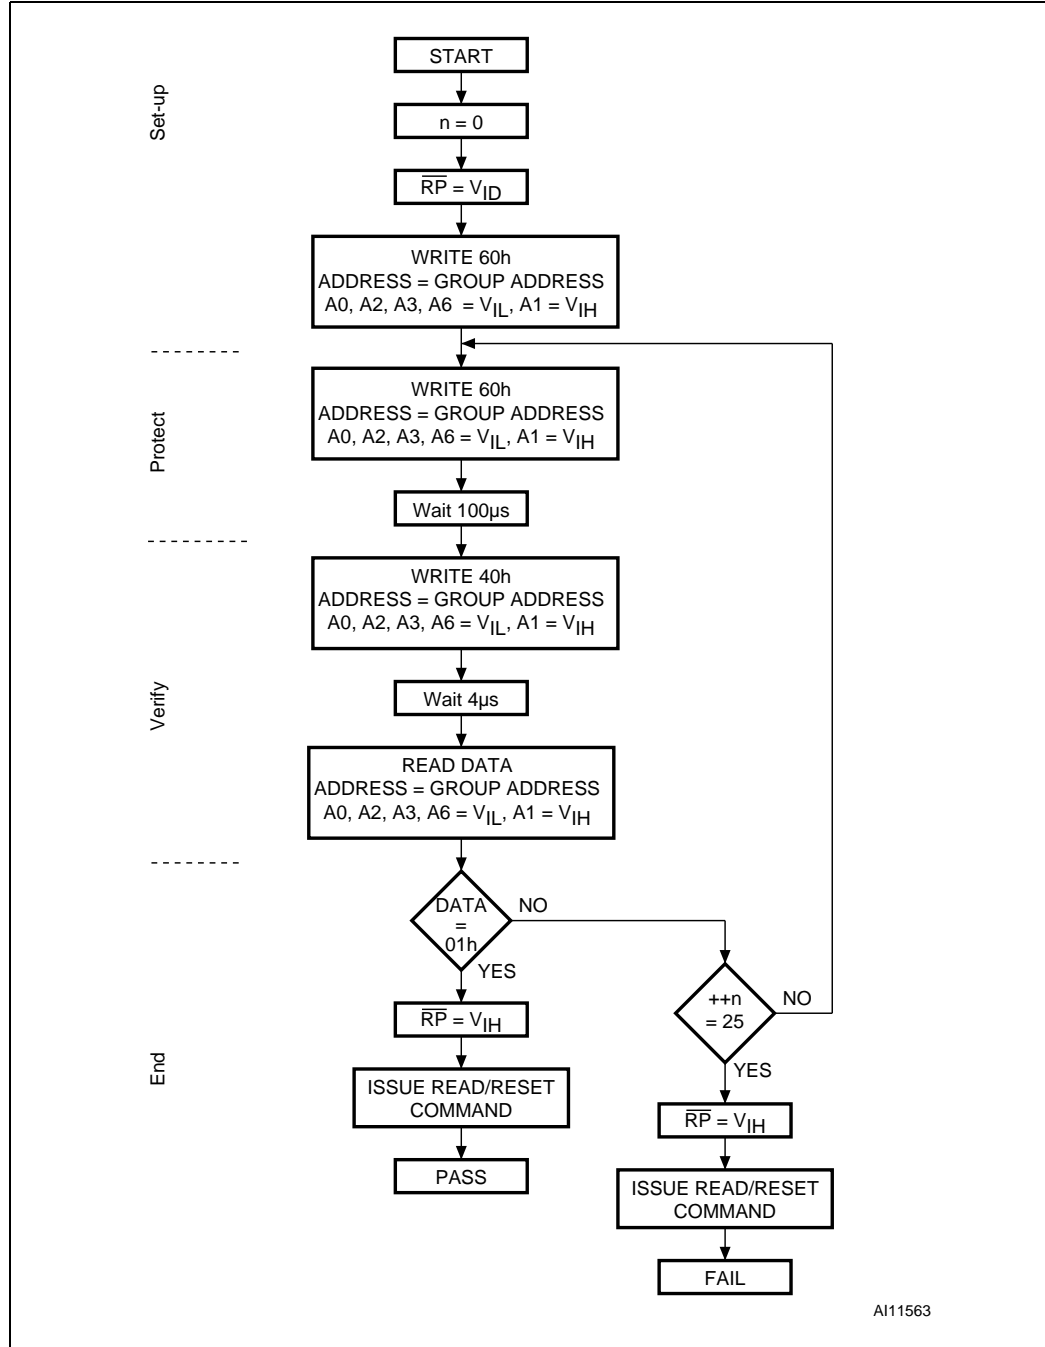 Set-up
START
n = 0
R̅P̅ = VID
WRITE 60h
ADDRESS = GROUP ADDRESS
A0, A2, A3, A6 = VIL, A1 = VIH
Protect
WRITE 60h
ADDRESS = GROUP ADDRESS
A0, A2, A3, A6 = VIL, A1 = VIH
Wait 100µs
Verify
WRITE 40h
ADDRESS = GROUP ADDRESS
A0, A2, A3, A6 = VIL, A1 = VIH
Wait 4µs
READ DATA
ADDRESS = GROUP ADDRESS
A0, A2, A3, A6 = VIL, A1 = VIH
End
DATA
=
01h
NO
YES
R̅P̅ = VIH
ISSUE READ/RESET
COMMAND
PASS
++n
= 25
NO
YES
R̅P̅ = VIH
ISSUE READ/RESET
COMMAND
FAIL
AI11563